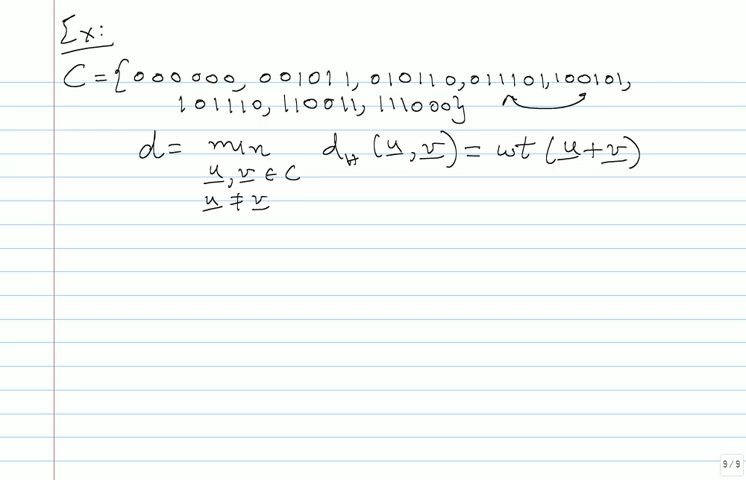 Ex:
C = {000000, 001011, 010110, 011101, 100101,
101110, 110011, 111000}
d = min d_H (u, v) = wt (u + v)
u, v ∈ C
u ≠ v
9 / 9